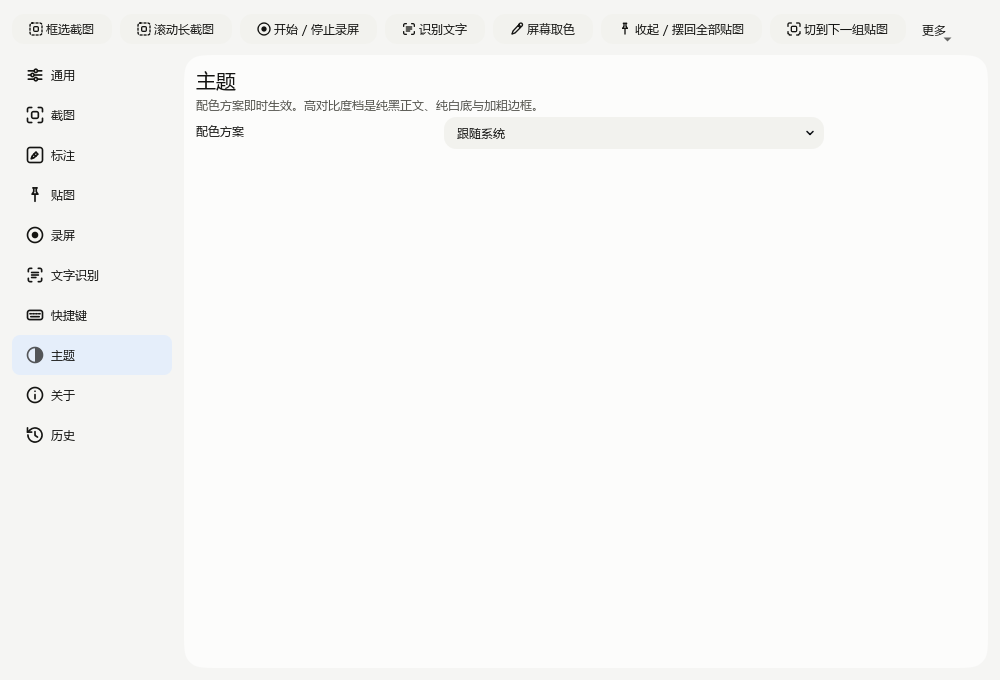 框选截图
滚动长截图
开始 / 停止录屏
识别文字
屏幕取色
收起 / 摆回全部贴图
切到下一组贴图
更多
通用
截图
标注
贴图
录屏
文字识别
快捷键
主题
关于
历史
主题
配色方案即时生效。高对比度档是纯黑正文、纯白底与加粗边框。
配色方案
跟随系统